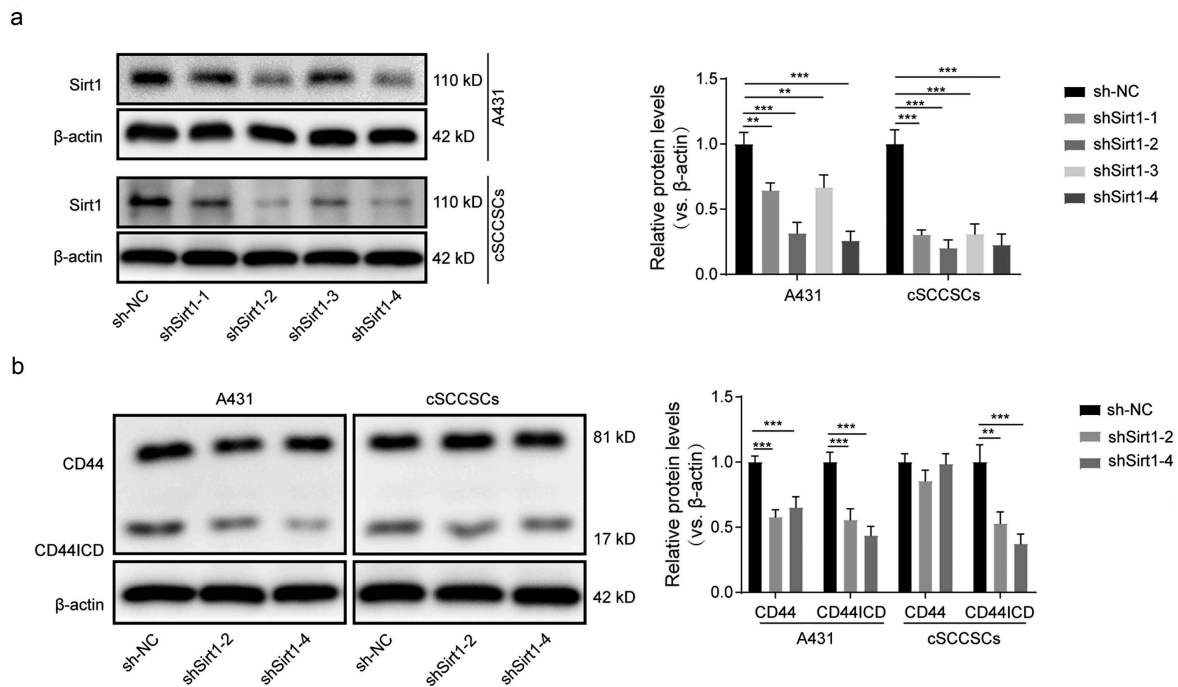 a
Sirt1
110 kD
β-actin
42 kD
A431
Sirt1
110 kD
β-actin
42 kD
cSCCSCs
sh-NC
shSirt1-1
shSirt1-2
shSirt1-3
shSirt1-4
Relative protein levels
(vs. β-actin)
1.5
1.0
0.5
0.0
***
**
***
**
***
***
***
***
A431
cSCCSCs
sh-NC
shSirt1-1
shSirt1-2
shSirt1-3
shSirt1-4
b
A431
cSCCSCs
CD44
81 kD
CD44ICD
17 kD
β-actin
42 kD
sh-NC
shSirt1-2
shSirt1-4
sh-NC
shSirt1-2
shSirt1-4
Relative protein levels
(vs. β-actin)
1.5
1.0
0.5
0.0
***
***
***
***
***
**
CD44
CD44ICD
CD44
CD44ICD
A431
cSCCSCs
sh-NC
shSirt1-2
shSirt1-4